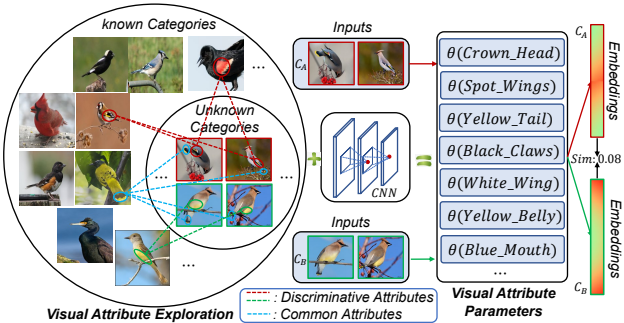 known Categories
...
Unknown
Categories
...
...
...
Visual Attribute Exploration
Inputs
C_A
CNN
Inputs
C_B
: Discriminative Attributes
: Common Attributes
θ(Crown_Head)
θ(Spot_Wings)
θ(Yellow_Tail)
θ(Black_Claws)
θ(White_Wing)
θ(Yellow_Belly)
θ(Blue_Mouth)
...
Visual Attribute
Parameters
C_A
Embeddings
Sim: 0.08
Embeddings
C_B